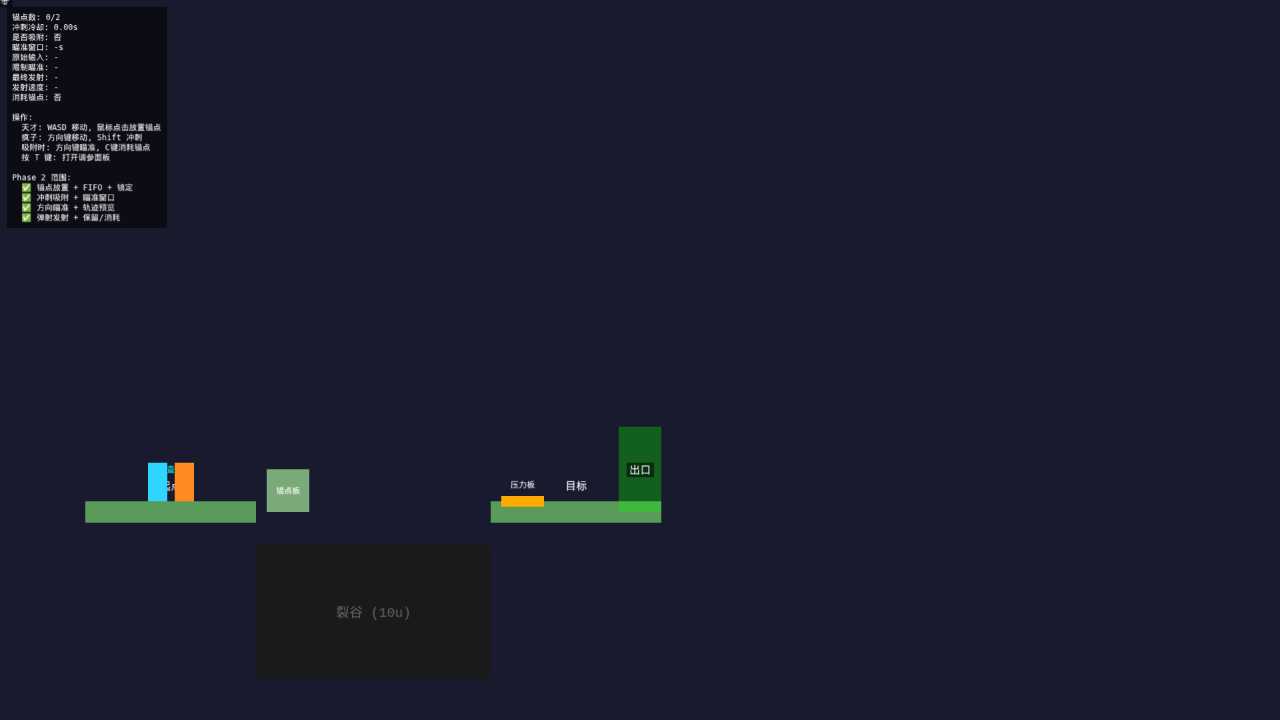 锚点数: 0/2
冲刺冷却: 0.00s
是否吸附: 否
瞄准窗口: -s
原始输入: -
限制瞄准: -
最终发射: -
发射速度: -
消耗锚点: 否
操作:
天才: WASD 移动, 鼠标点击放置锚点
疯子: 方向键移动, Shift 冲刺
吸附时: 方向键瞄准, C键消耗锚点
按 T 键: 打开调参面板
Phase 2 范围:
✅ 锚点放置 + FIFO + 锁定
✅ 冲刺吸附 + 瞄准窗口
✅ 方向瞄准 + 轨迹预览
✅ 弹射发射 + 保留/消耗
出口
锚点板
压力板
目标
裂谷 (10u)